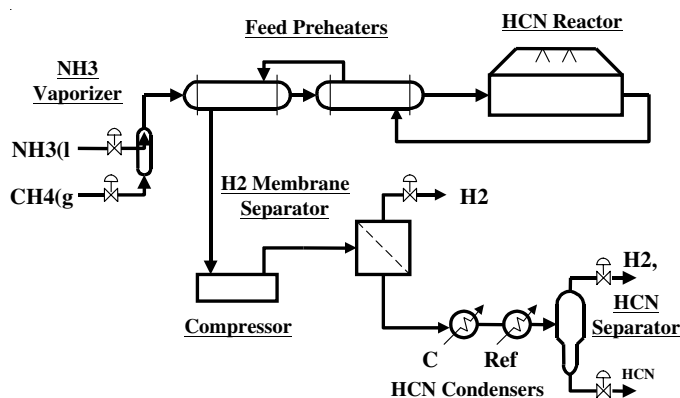 Feed Preheaters
HCN Reactor
NH3
Vaporizer
NH3(l
CH4(g
H2 Membrane
Separator
H2
Compressor
H2,
HCN
Separator
C
Ref
HCN Condensers
HCN